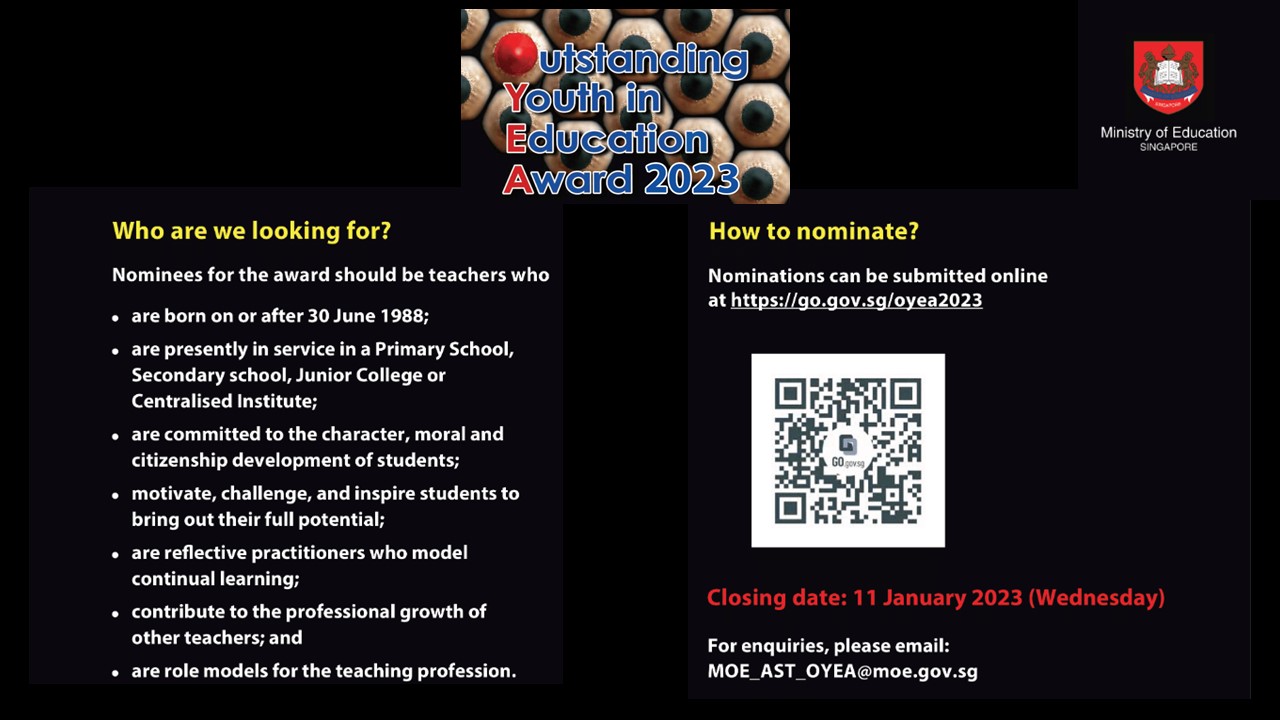 Outstanding
Youth in
Education
Award 2023
Ministry of Education
SINGAPORE
Who are we looking for?
Nominees for the award should be teachers who
• are born on or after 30 June 1988;
• are presently in service in a Primary School,
Secondary school, Junior College or
Centralised Institute;
• are committed to the character, moral and
citizenship development of students;
• motivate, challenge, and inspire students to
bring out their full potential;
• are reflective practitioners who model
continual learning;
• contribute to the professional growth of
other teachers; and
• are role models for the teaching profession.
How to nominate?
Nominations can be submitted online
at https://go.gov.sg/oyea2023
GO.gov.sg
Closing date: 11 January 2023 (Wednesday)
For enquiries, please email:
MOE_AST_OYEA@moe.gov.sg